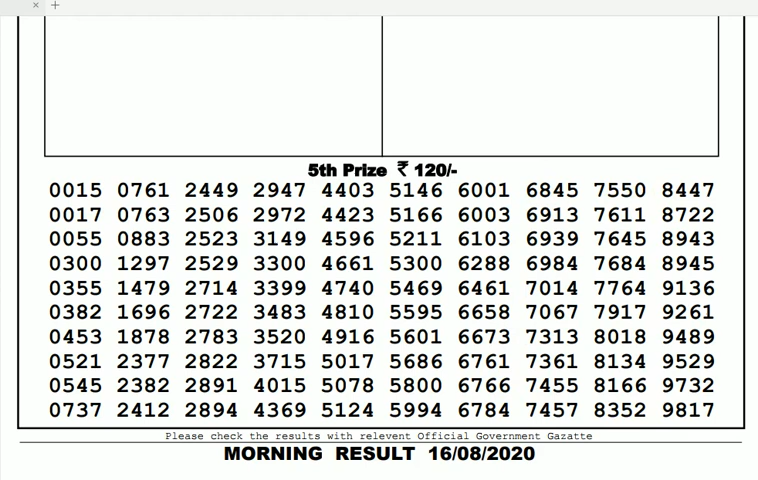 5th Prize ₹ 120/-
0015 0761 2449 2947 4403 5146 6001 6845 7550 8447
0017 0763 2506 2972 4423 5166 6003 6913 7611 8722
0055 0883 2523 3149 4596 5211 6103 6939 7645 8943
0300 1297 2529 3300 4661 5300 6288 6984 7684 8945
0355 1479 2714 3399 4740 5469 6461 7014 7764 9136
0382 1696 2722 3483 4810 5595 6658 7067 7917 9261
0453 1878 2783 3520 4916 5601 6673 7313 8018 9489
0521 2377 2822 3715 5017 5686 6761 7361 8134 9529
0545 2382 2891 4015 5078 5800 6766 7455 8166 9732
0737 2412 2894 4369 5124 5994 6784 7457 8352 9817
Please check the results with relevent Official Government Gazatte
MORNING RESULT 16/08/2020